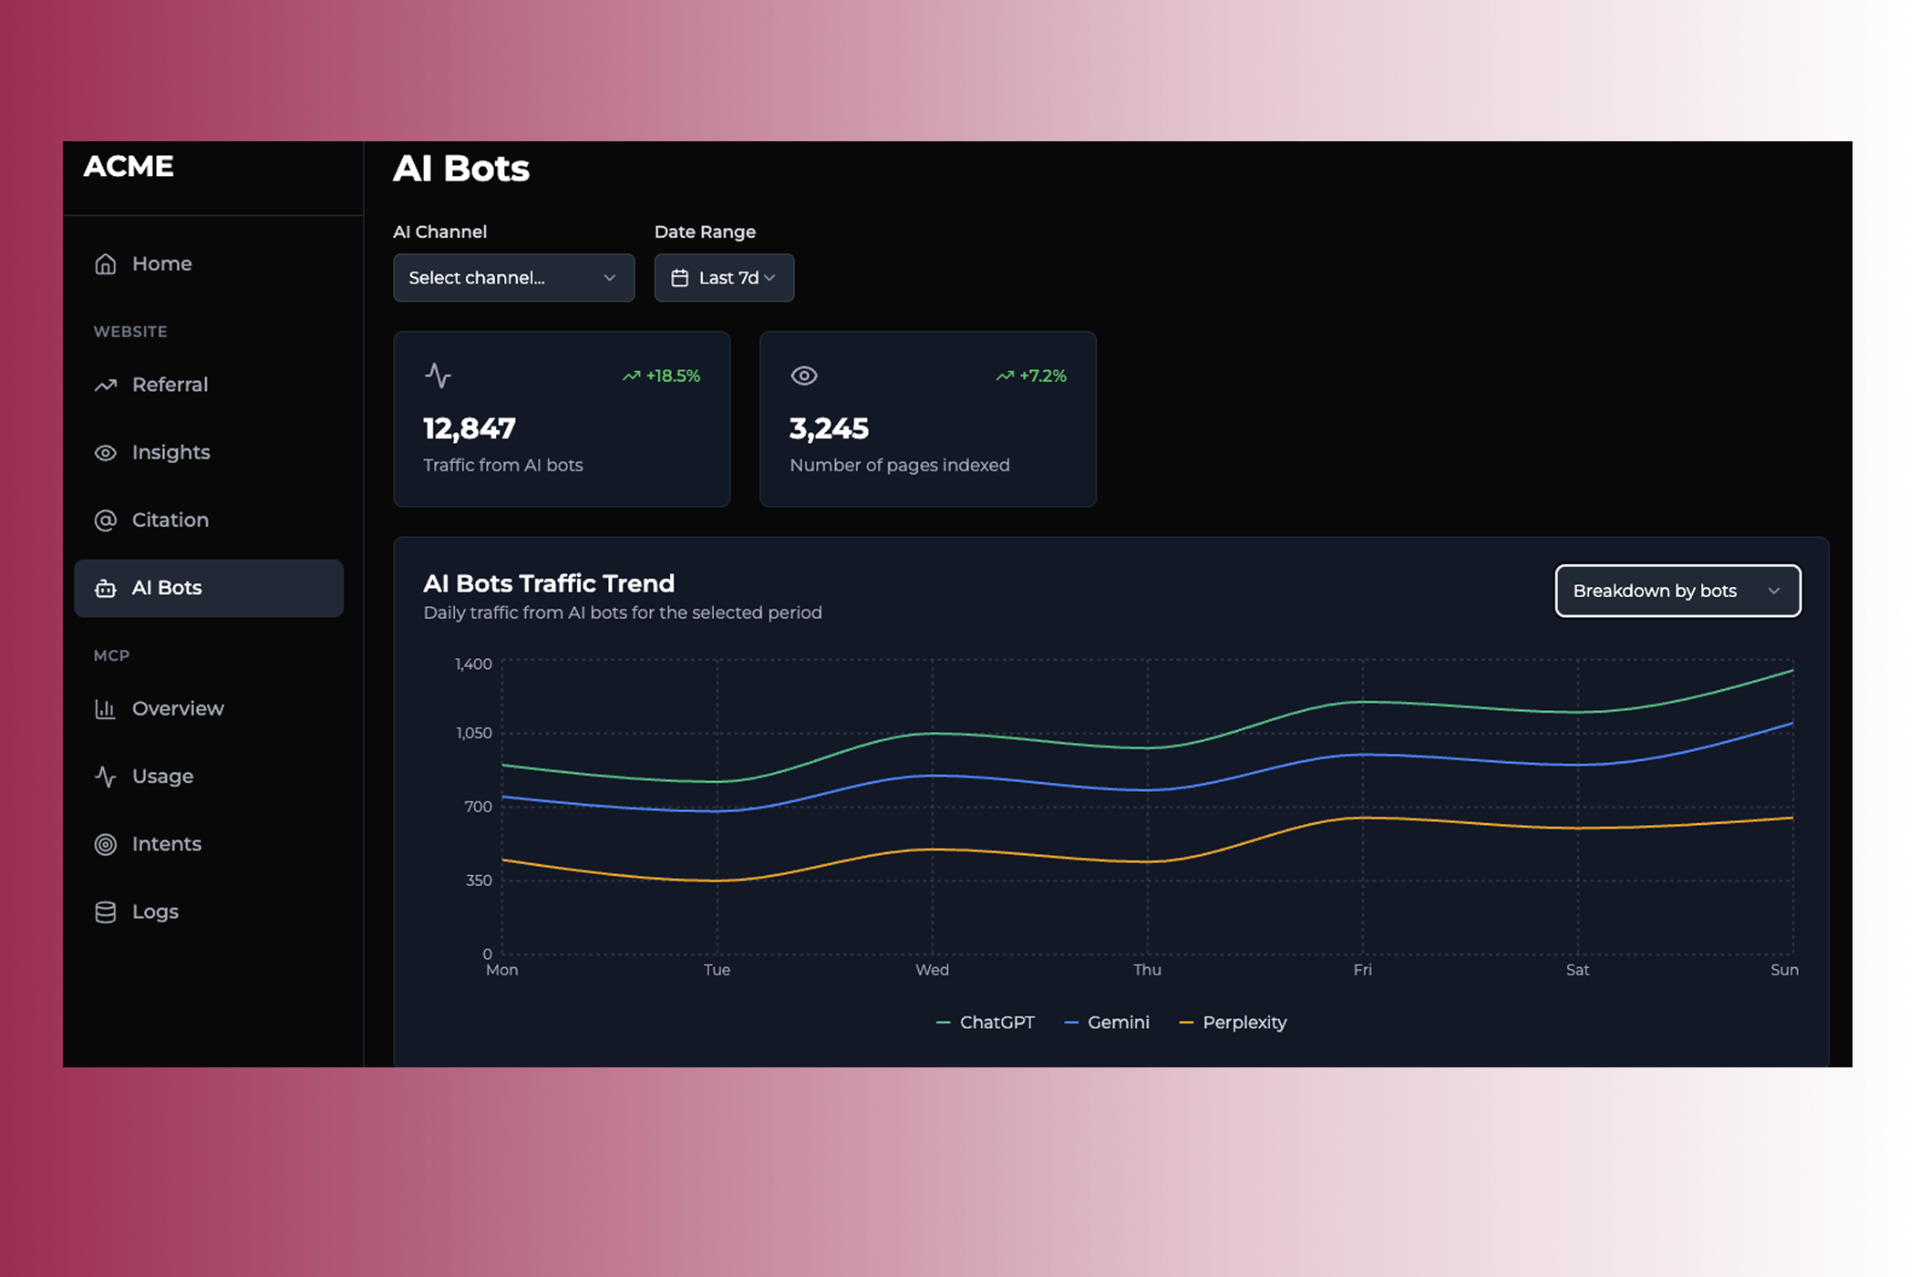 ACME
Home
WEBSITE
Referral
Insights
Citation
AI Bots
MCP
Overview
Usage
Intents
Logs
AI Bots
AI Channel
Date Range
Select channel...
Last 7d
+18.5%
12,847
Traffic from AI bots
+7.2%
3,245
Number of pages indexed
AI Bots Traffic Trend
Daily traffic from AI bots for the selected period
Breakdown by bots
1,400
1,050
700
350
0
Mon Tue Wed Thu Fri Sat Sun
ChatGPT Gemini Perplexity